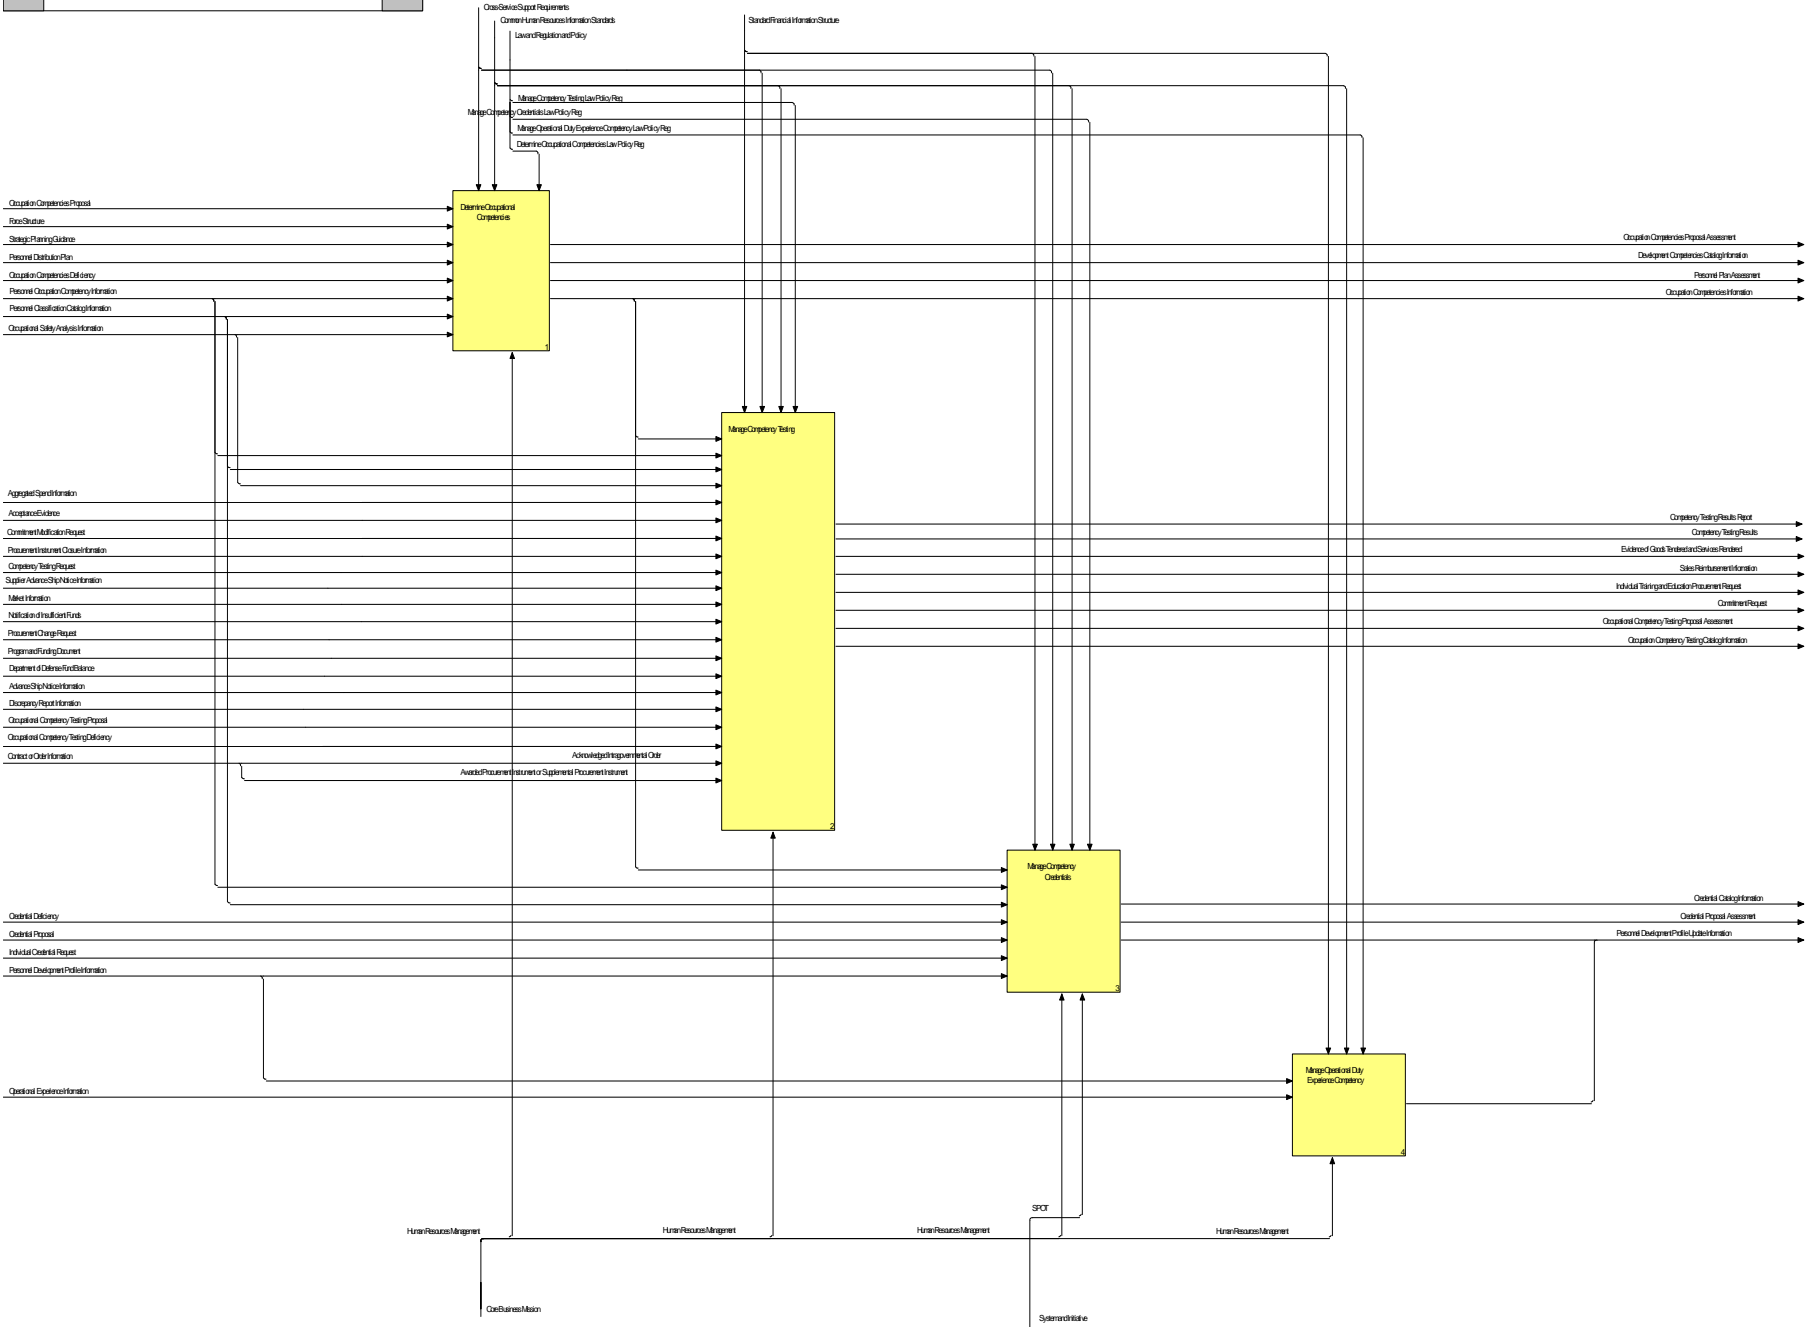 Cross-Service Support Requirements
Common Human Resources Information Standards
Standard Financial Information Structure
Law and Regulation and Policy
Manage Competency Testing Law Policy Reg
Manage Competency Credentials Law Policy Reg
Manage Operational Duty Experience Competency Law Policy Reg
Determine Occupational Competencies Law Policy Reg
Occupation Competencies Proposal
Force Structure
Strategic Planning Guidance
Personnel Distribution Plan
Occupation Competencies Deficiency
Personnel Occupation Competency Information
Personnel Classification Catalog Information
Occupational Safety Analysis Information
Determine Occupational
Competencies
1
Occupation Competencies Proposal Assessment
Development Competencies Catalog Information
Personnel Plan Assessment
Occupation Competencies Information
Manage Competency Testing
2
Aggregated Spend Information
Acceptance Evidence
Commitment Modification Request
Procurement Instrument Closure Information
Competency Testing Request
Supplier Advance Ship Notice Information
Market Information
Notification of Insufficient Funds
Procurement Change Request
Program and Funding Document
Department of Defense Fund Balance
Advance Ship Notice Information
Discrepancy Report Information
Occupational Competency Testing Proposal
Occupational Competency Testing Deficiency
Contract or Order Information
Acknowledged Intragovernmental Order
Awarded Procurement Instrument or Supplemental Procurement Instrument
Competency Testing Results Report
Competency Testing Results
Evidence of Goods Tendered and Services Rendered
Sales Reimbursement Information
Individual Training and Education Procurement Request
Commitment Request
Occupational Competency Testing Proposal Assessment
Occupation Competency Testing Catalog Information
Manage Competency
Credentials
3
Credential Deficiency
Credential Proposal
Individual Credential Request
Personnel Development Profile Information
Credential Catalog Information
Credential Proposal Assessment
Personnel Development Profile Update Information
Manage Operational Duty
Experience Competency
4
Operational Experience Information
SPOT
Human Resources Management
Human Resources Management
Human Resources Management
Human Resources Management
Core Business Mission
System and Initiative